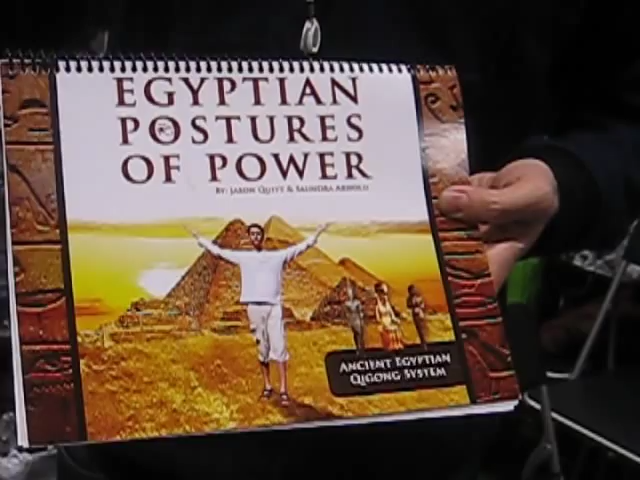 EGYPTIAN
POSTURES
OF POWER
BY: JASON QUITT & SAUNDRA ARNOLD
ANCIENT EGYPTIAN
QIGONG SYSTEM